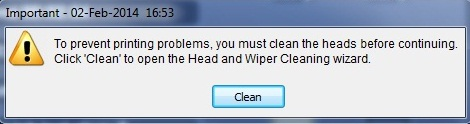 Important - 02-Feb-2014 16:53
To prevent printing problems, you must clean the heads before continuing.
Click 'Clean' to open the Head and Wiper Cleaning wizard.
Clean